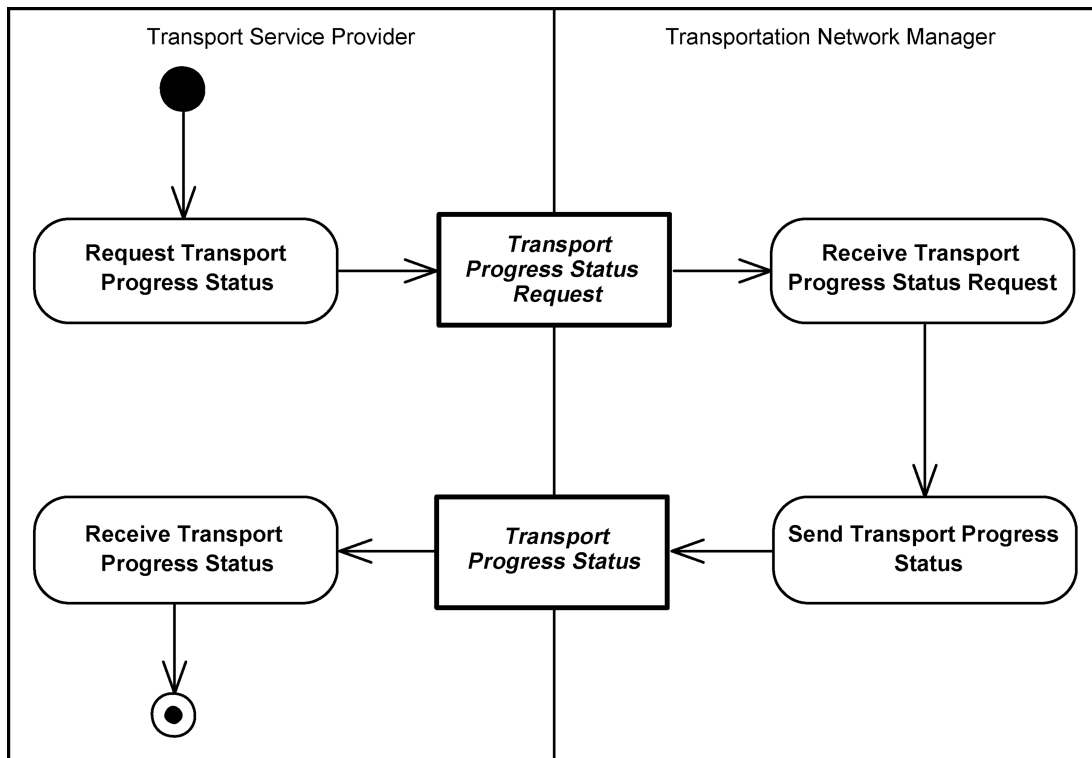 Transport Service Provider
Transportation Network Manager
Request Transport
Progress Status
Transport
Progress Status
Request
Receive Transport
Progress Status Request
Receive Transport
Progress Status
Transport
Progress Status
Send Transport Progress
Status